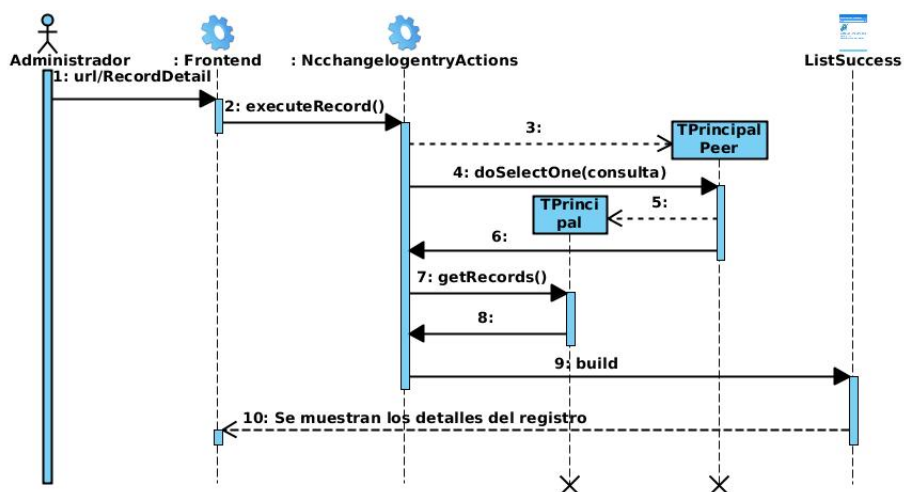 Administrador
: Frontend
: NcchangelogentryActions
ListSuccess
1: url/RecordDetail
2: executeRecord()
3:
TPrincipal
Peer
4: doSelectOne(consulta)
TPrinci
pal
5:
6:
7: getRecords()
8:
9: build
10: Se muestran los detalles del registro